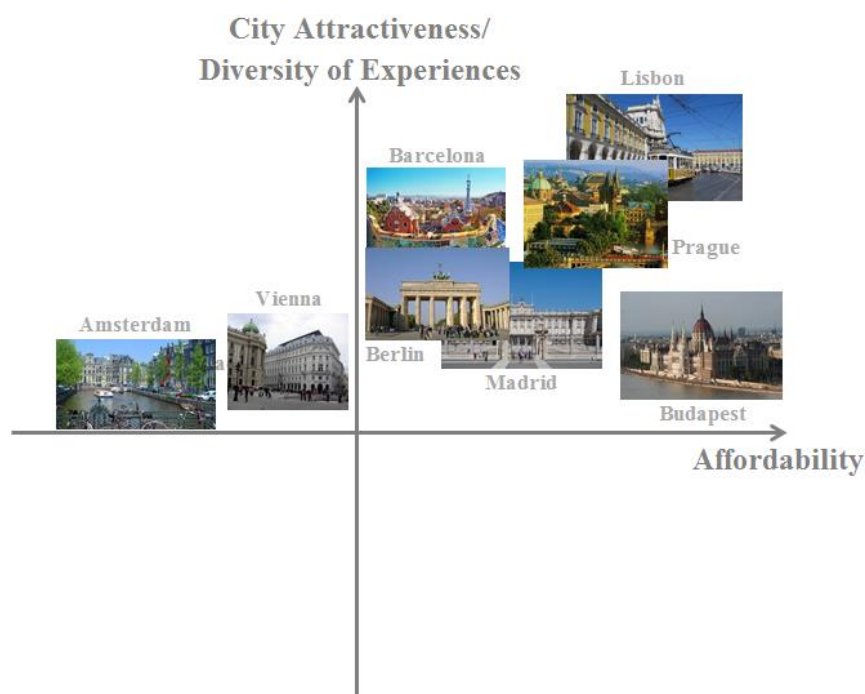 City Attractiveness/
Diversity of Experiences
Lisbon
Barcelona
Prague
Vienna
Amsterdam
Berlin
Madrid
Budapest
Affordability